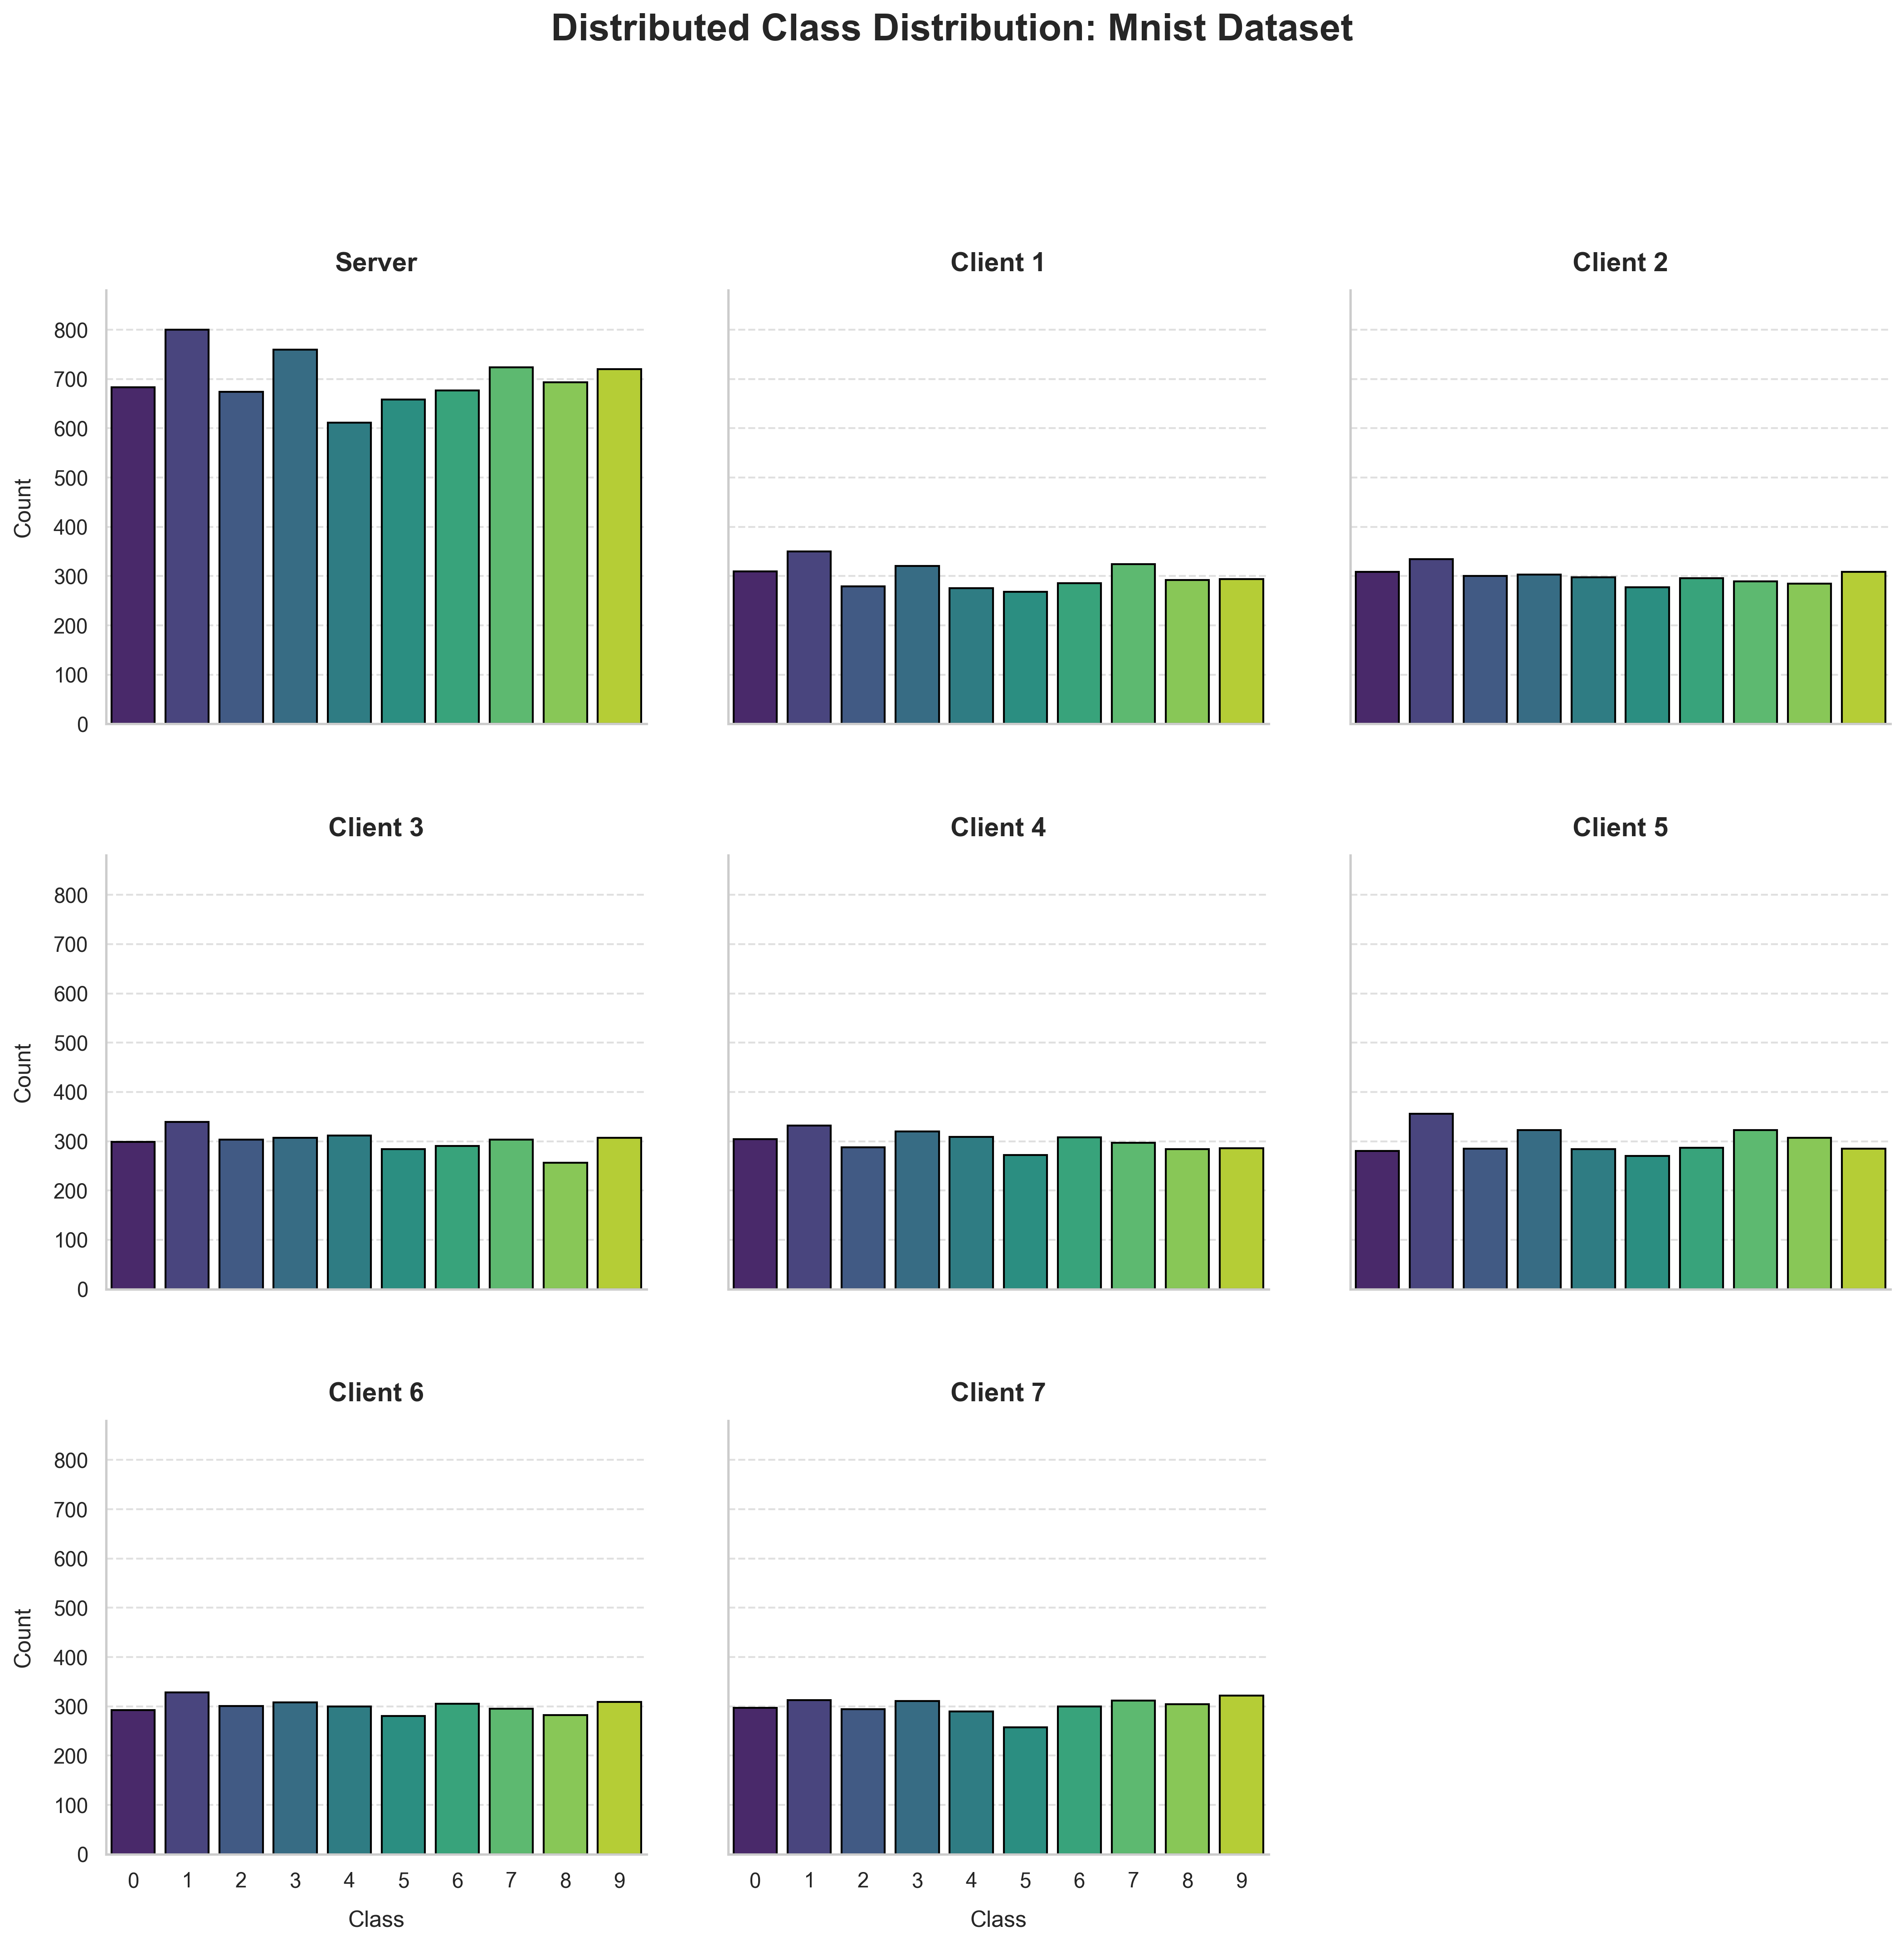 Distributed Class Distribution: Mnist Dataset
Server
Client 1
Client 2
800
700
600
500
400
300
200
100
0
Count
Client 3
Client 4
Client 5
800
700
600
500
400
300
200
100
0
Count
Client 6
Client 7
800
700
600
500
400
300
200
100
0
Count
0 1 2 3 4 5 6 7 8 9
Class
0 1 2 3 4 5 6 7 8 9
Class